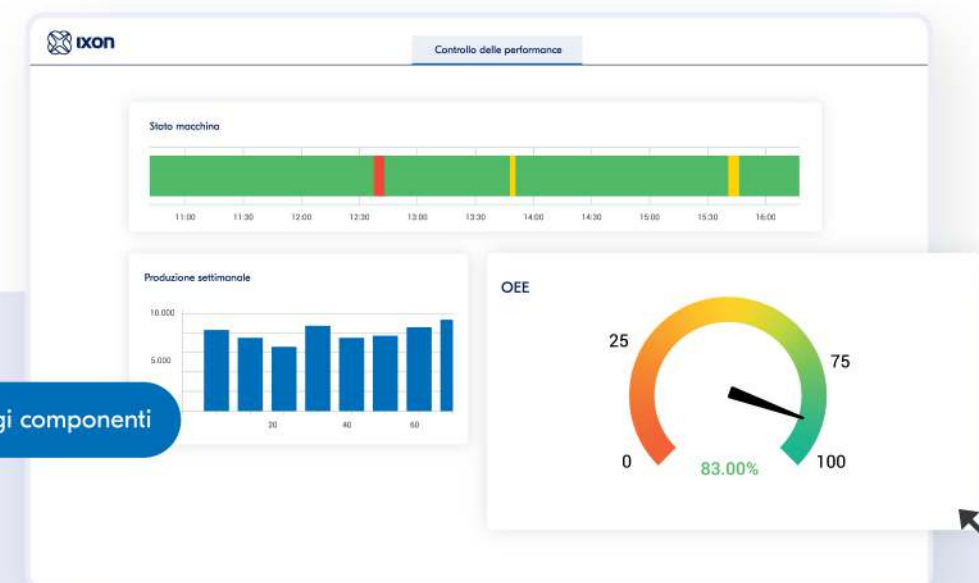 IXON
Controllo delle performance
Stato macchina
11:00 11:30 12:00 12:30 13:00 13:30 14:00 14:30 15:00 15:30 16:00
Produzione settimanale
10.000
5.000
20 40 60
OEE
25
75
0
83.00%
100
componenti